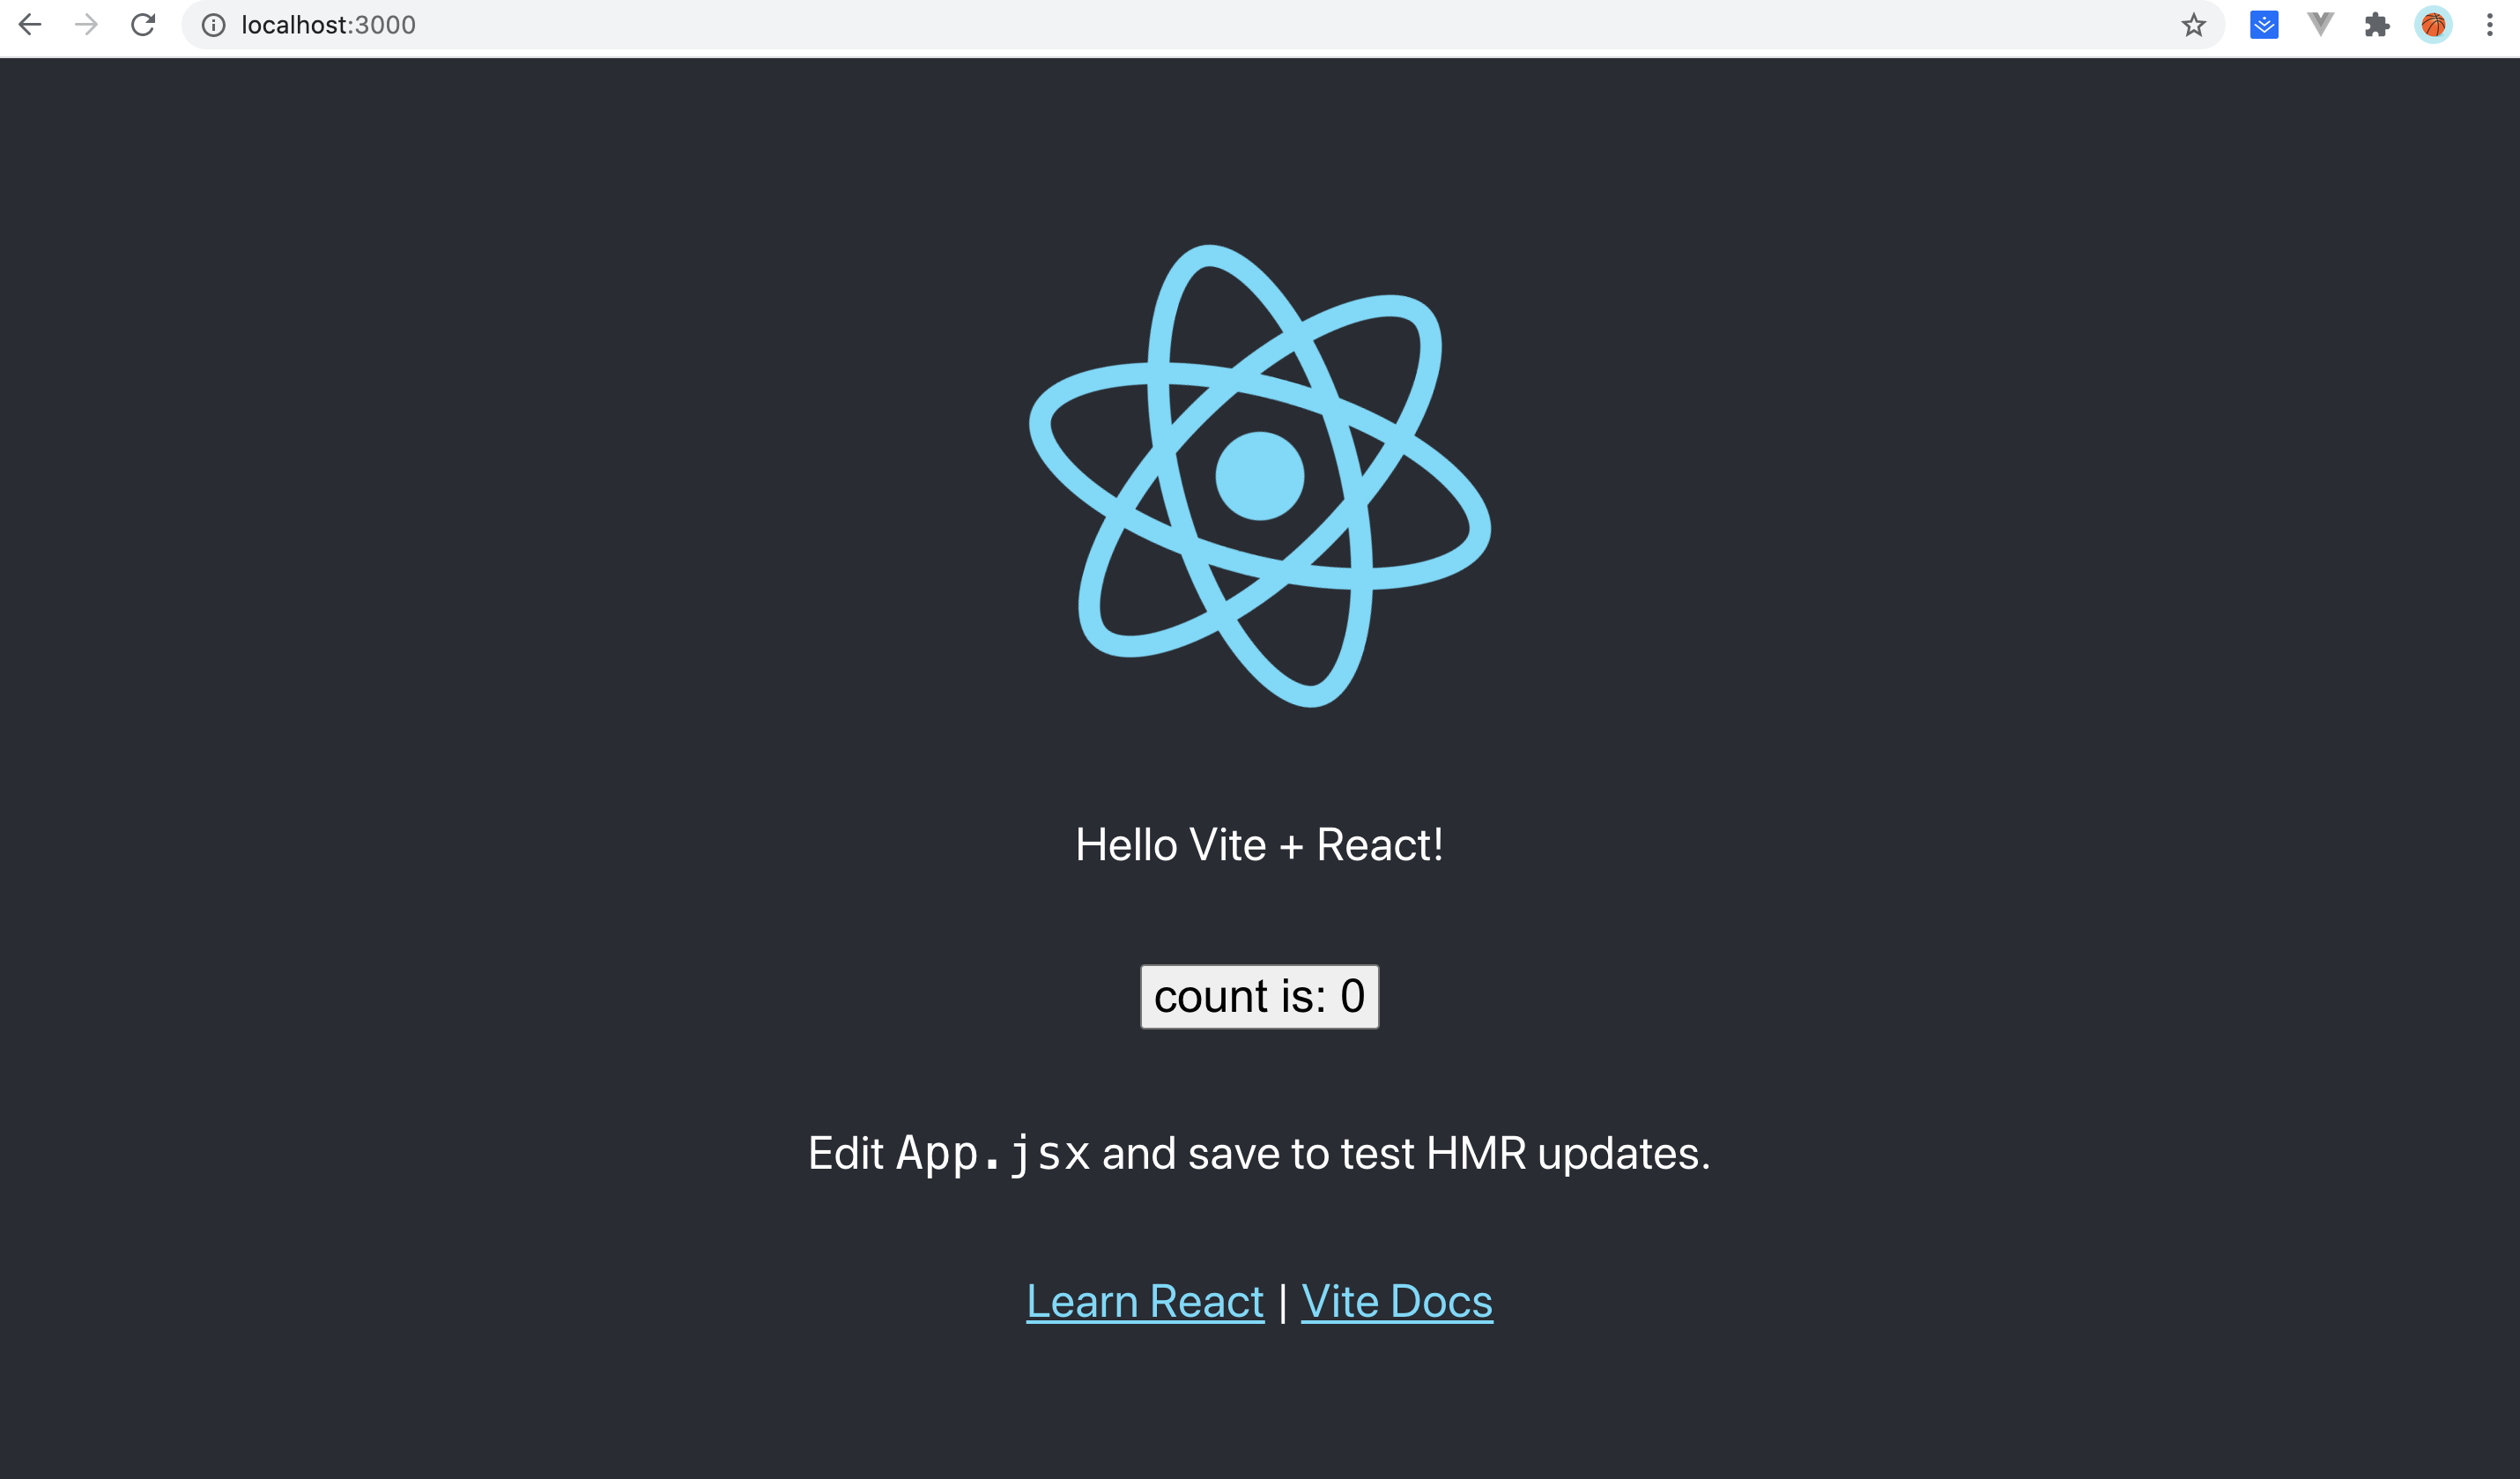 localhost:3000
Hello Vite + React!
count is: 0
Edit App.jsx and save to test HMR updates.
Learn React | Vite Docs